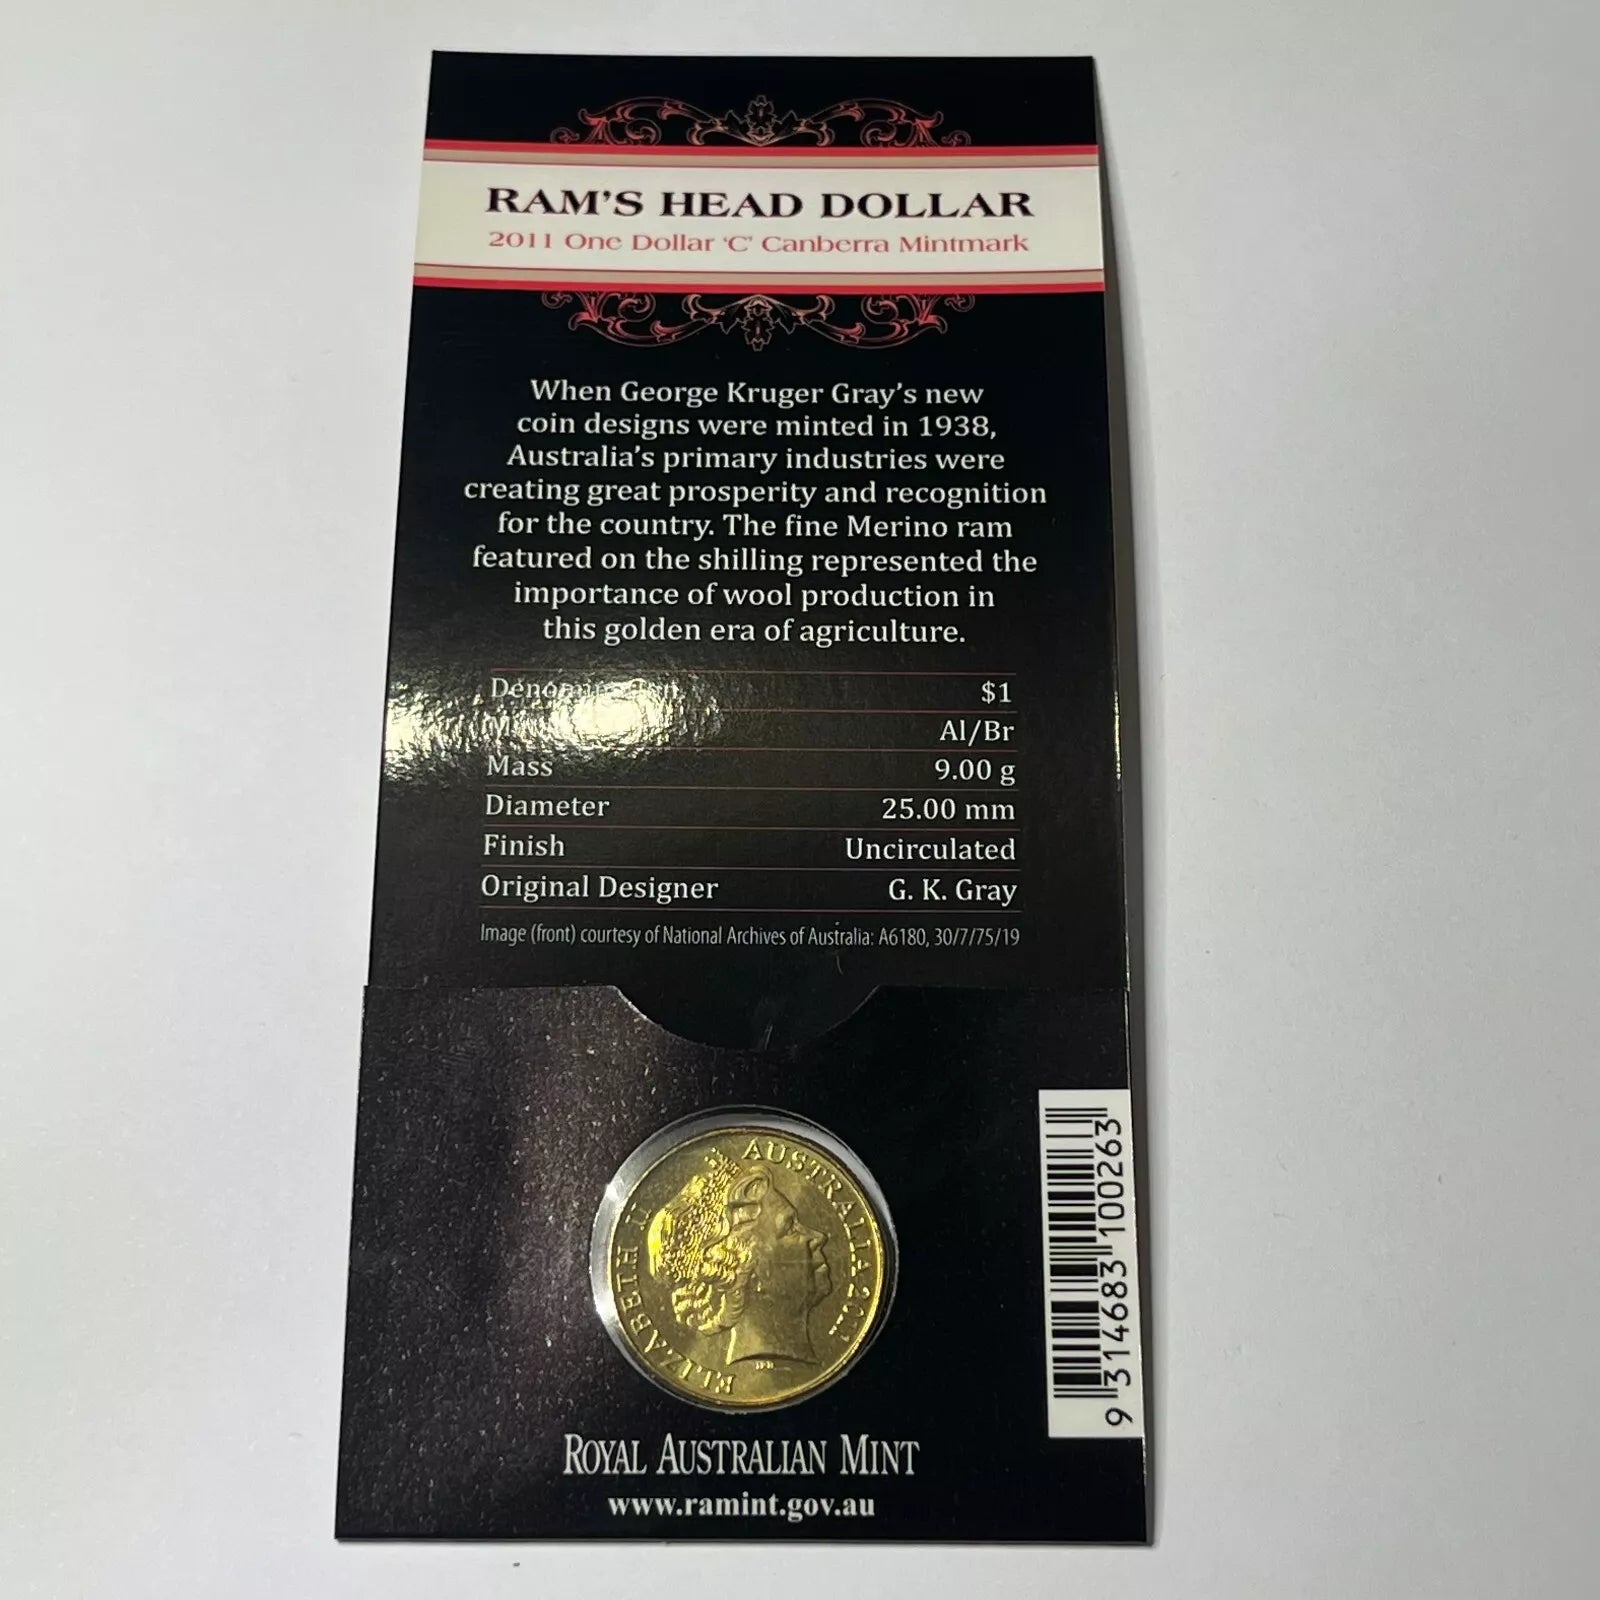 RAM'S HEAD DOLLAR
2011 One Dollar 'C' Canberra Mintmark
When George Kruger Gray's new
coin designs were minted in 1938,
Australia's primary industries were
creating great prosperity and recognition
for the country. The fine Merino ram
featured on the shilling represented the
importance of wool production in
this golden era of agriculture.
Denomination $1
Al/Br
Mass 9.00 g
Diameter 25.00 mm
Finish Uncirculated
Original Designer G. K. Gray
Image (front) courtesy of National Archives of Australia: A6180, 30/7/75/19
ELIZABETH II AUSTRALIA 2011
IRB
ROYAL AUSTRALIAN MINT
www.ramint.gov.au
9 314683 100263